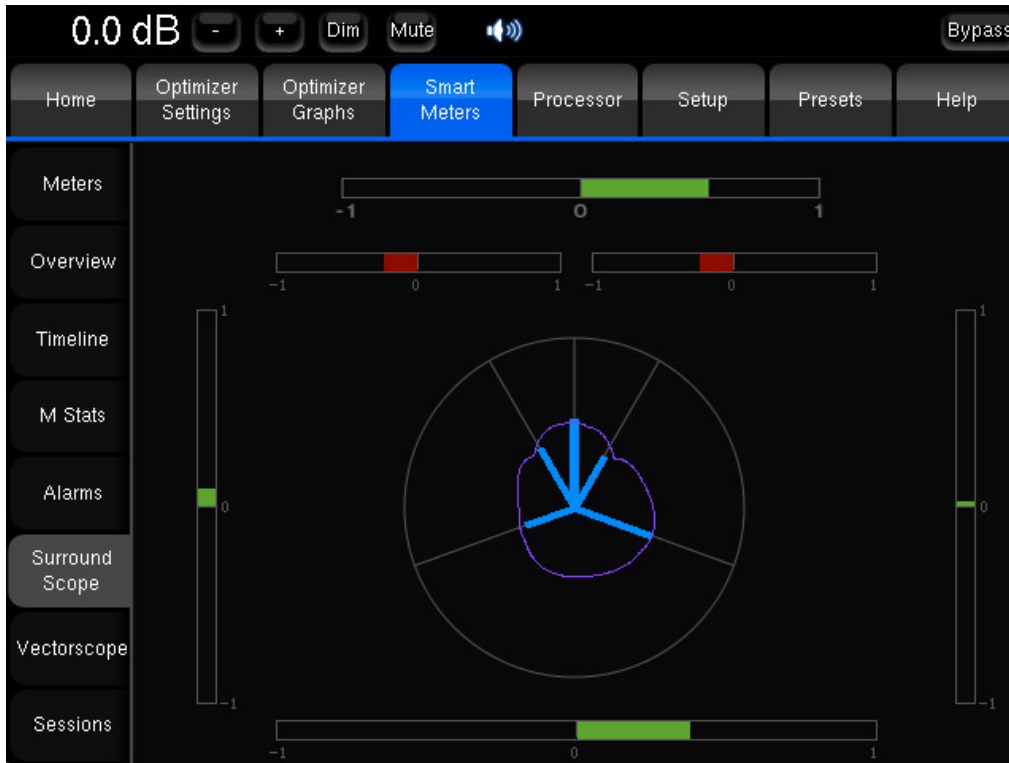 0.0 dB - + Dim Mute Bypass
Home Optimizer Settings Optimizer Graphs Smart Meters Processor Setup Presets Help
Meters
-1 0 1
Overview
-1 0 1 -1 0 1
1 1
Timeline
M Stats
Alarms
0 0
Surround
Scope
Vectorscope
-1 -1
Sessions
-1 0 1